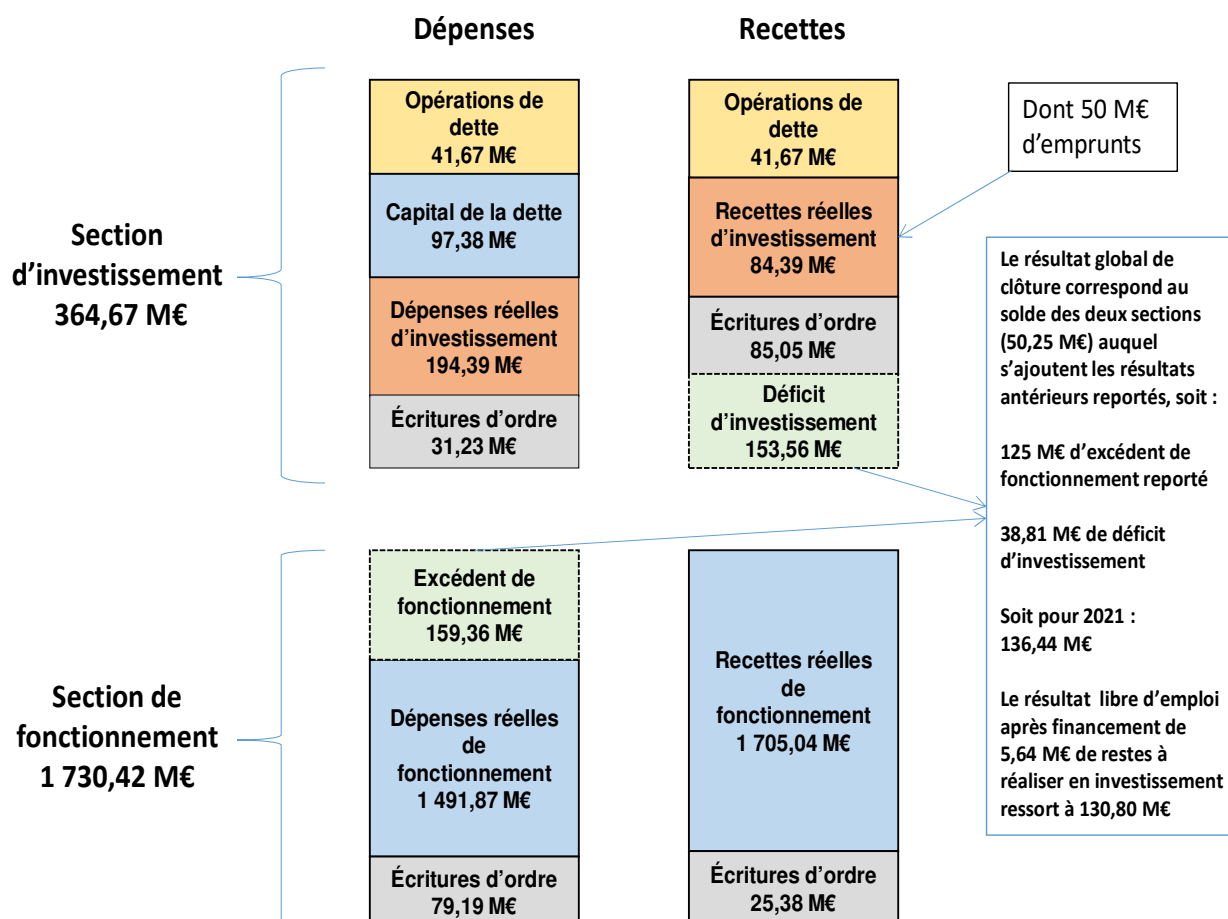 Dépenses
Recettes
Section
d’investissement
364,67 M€
Opérations de
dette
41,67 M€
Capital de la dette
97,38 M€
Dépenses réelles
d’investissement
194,39 M€
Écritures d’ordre
31,23 M€
Opérations de
dette
41,67 M€
Recettes réelles
d’investissement
84,39 M€
Écritures d’ordre
85,05 M€
Déficit
d’investissement
153,56 M€
Dont 50 M€
d’emprunts
Le résultat global de
clôture correspond au
solde des deux sections
(50,25 M€) auquel
s’ajoutent les résultats
antérieurs reportés, soit :
125 M€ d’excédent de
fonctionnement reporté
38,81 M€ de déficit
d’investissement
Soit pour 2021 :
136,44 M€
Le résultat libre d’emploi
après financement de
5,64 M€ de restes à
réaliser en investissement
ressort à 130,80 M€
Section de
fonctionnement
1 730,42 M€
Excédent de
fonctionnement
159,36 M€
Dépenses réelles
de
fonctionnement
1 491,87 M€
Écritures d’ordre
79,19 M€
Recettes réelles
de
fonctionnement
1 705,04 M€
Écritures d’ordre
25,38 M€